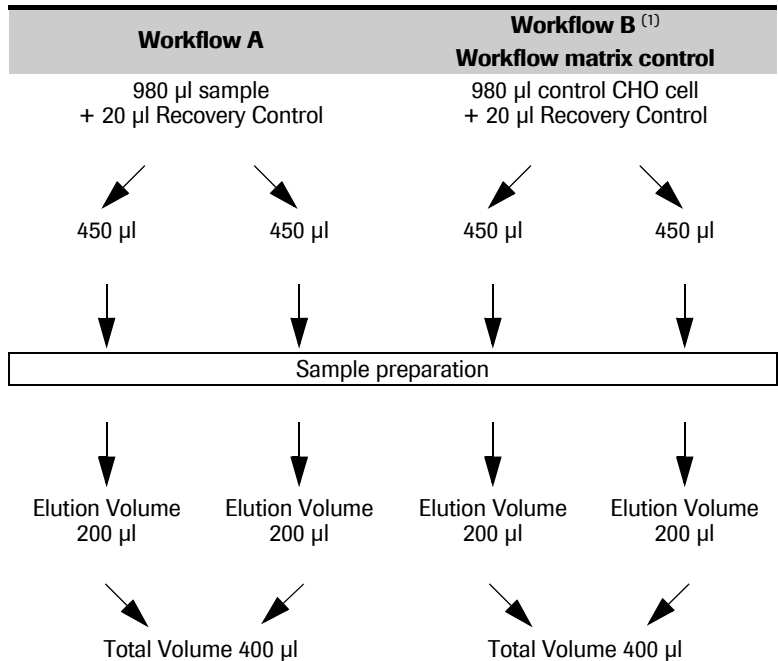 Workflow A
Workflow B (1)
Workflow matrix control
980 µl sample
+ 20 µl Recovery Control
980 µl control CHO cell
+ 20 µl Recovery Control
450 µl 450 µl 450 µl 450 µl
Sample preparation
Elution Volume Elution Volume Elution Volume Elution Volume
200 µl 200 µl 200 µl 200 µl
Total Volume 400 µl Total Volume 400 µl